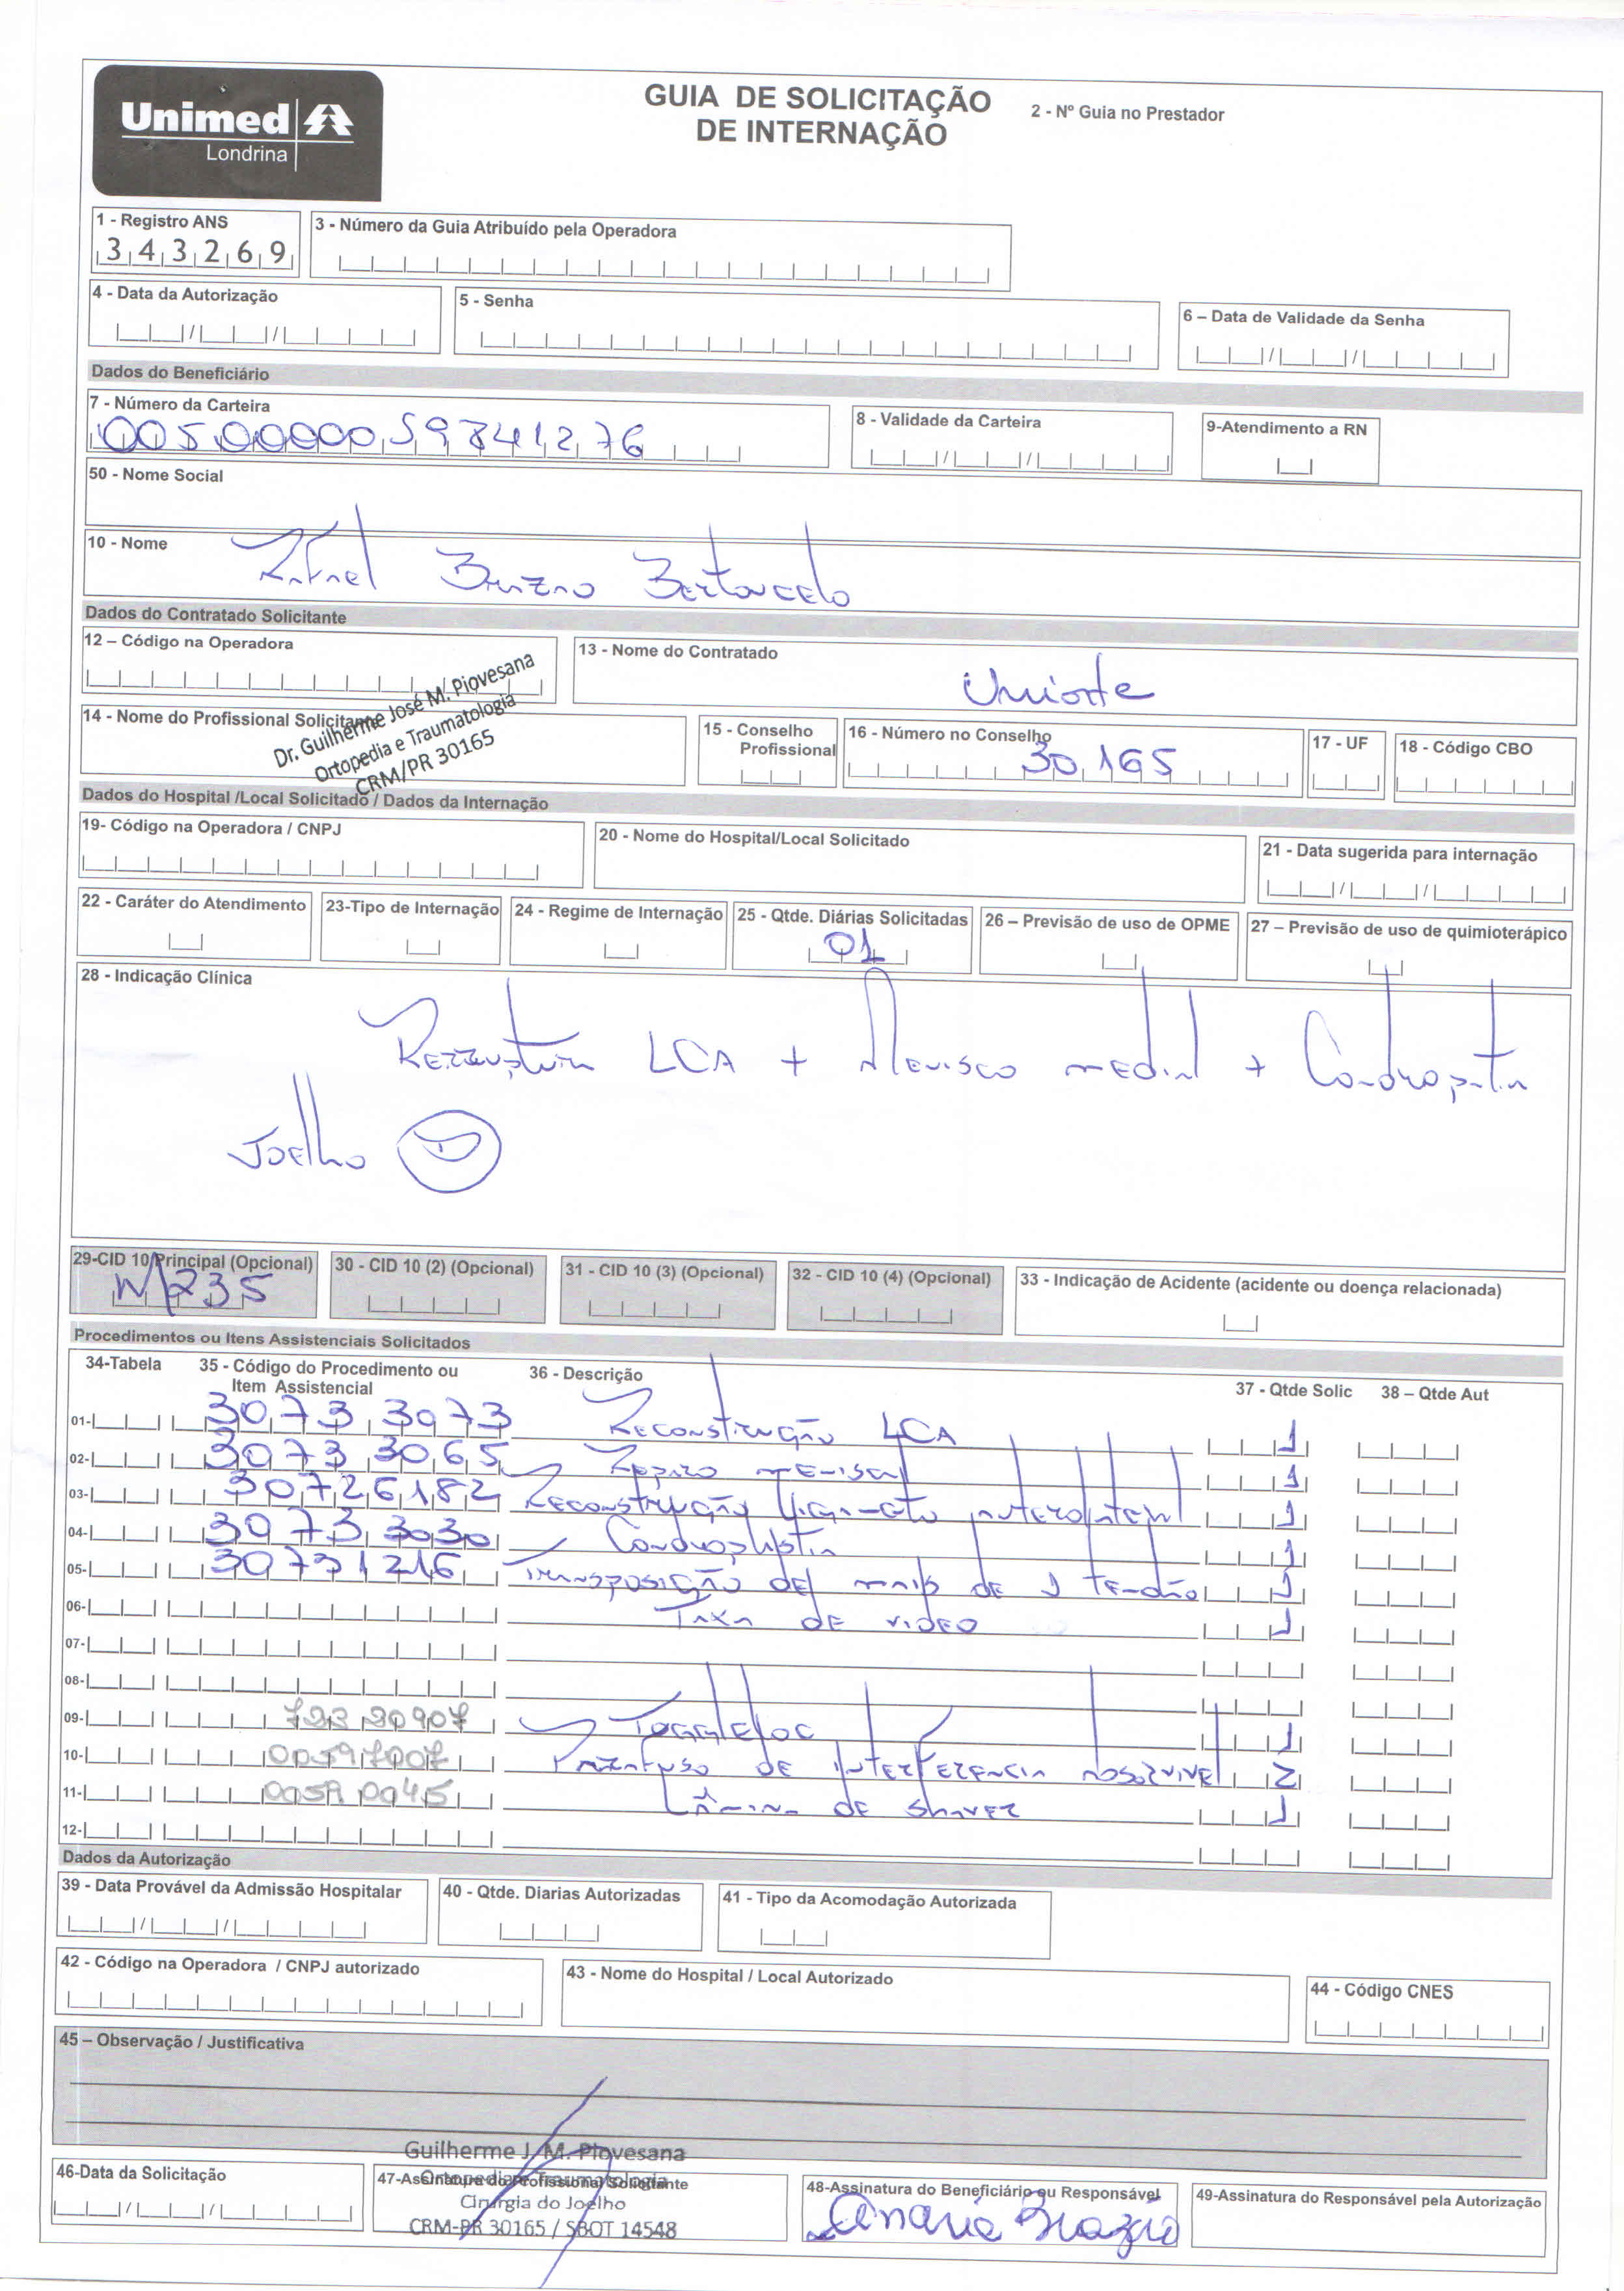 Unimed
Londrina
GUIA DE SOLICITAÇÃO
DE INTERNAÇÃO
2 - Nº Guia no Prestador
1 - Registro ANS
343269
3 - Número da Guia Atribuído pela Operadora
4 - Data da Autorização
5 - Senha
6 – Data de Validade da Senha
Dados do Beneficiário
7 - Número da Carteira
0050000059841276
8 - Validade da Carteira
9-Atendimento a RN
50 - Nome Social
10 - Nome
Rafael Bertoncelo
Dados do Contratado Solicitante
12 – Código na Operadora
13 - Nome do Contratado
Uniorte
14 - Nome do Profissional Solicitante
Dr. Guilherme José M. Piovesana
Ortopedia e Traumatologia
CRM/PR 30165
15 - Conselho
Profissional
16 - Número no Conselho
30165
17 - UF
18 - Código CBO
Dados do Hospital /Local Solicitado / Dados da Internação
19- Código na Operadora / CNPJ
20 - Nome do Hospital/Local Solicitado
21 - Data sugerida para internação
22 - Caráter do Atendimento
23-Tipo de Internação
24 - Regime de Internação
25 - Qtde. Diárias Solicitadas
01
26 – Previsão de uso de OPME
27 – Previsão de uso de quimioterápico
28 - Indicação Clínica
Rerruptura LCA + Menisco medial + Condropatia
Joelho D
29-CID 10 Principal (Opcional)
M235
30 - CID 10 (2) (Opcional)
31 - CID 10 (3) (Opcional)
32 - CID 10 (4) (Opcional)
33 - Indicação de Acidente (acidente ou doença relacionada)
Procedimentos ou Itens Assistenciais Solicitados
34-Tabela 35 - Código do Procedimento ou
Item Assistencial
36 - Descrição
37 - Qtde Solic 38 – Qtde Aut
01- 30733073 Reconstrução LCA 1
02- 30733065 Reparo meniscal 1
03- 30726182 Reconstrução ligamento anterolateral 1
04- 30733030 Condroplastia 1
05- 30731216 Transposição de mais de 1 tendão 1
06- Taxa de video 1
07-
08-
09- Toggleloc 1
10- 00597007 Parafuso de interferencia absorvivel 2
11- 00590045 Lâmina de shaver 1
12-
Dados da Autorização
39 - Data Provável da Admissão Hospitalar
40 - Qtde. Diarias Autorizadas
41 - Tipo da Acomodação Autorizada
42 - Código na Operadora / CNPJ autorizado
43 - Nome do Hospital / Local Autorizado
44 - Código CNES
45 – Observação / Justificativa
46-Data da Solicitação
47-Assinatura do Profissional Solicitante
Guilherme J. M. Piovesana
Ortopedia Traumatologia
Cirurgia do Joelho
CRM-PR 30165 / SBOT 14548
48-Assinatura do Beneficiário ou Responsável
49-Assinatura do Responsável pela Autorização